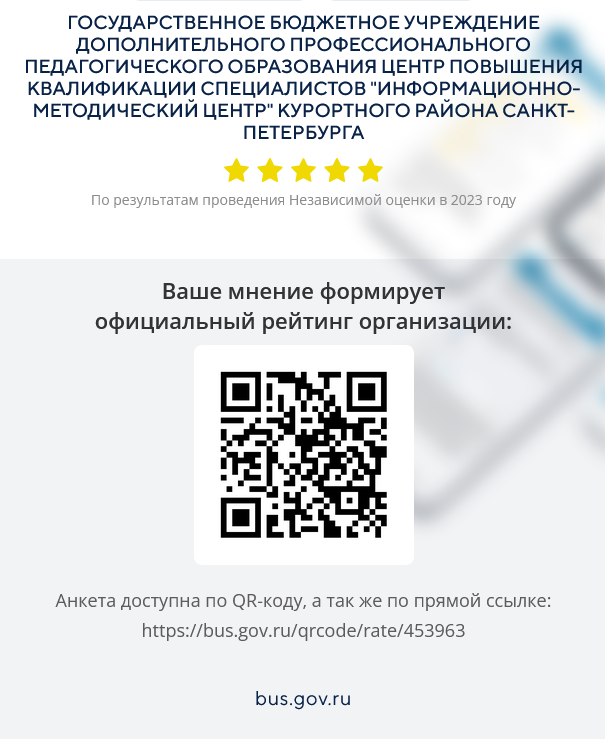 ГОСУДАРСТВЕННОЕ БЮДЖЕТНОЕ УЧРЕЖДЕНИЕ
ДОПОЛНИТЕЛЬНОГО ПРОФЕССИОНАЛЬНОГО
ПЕДАГОГИЧЕСКОГО ОБРАЗОВАНИЯ ЦЕНТР ПОВЫШЕНИЯ
КВАЛИФИКАЦИИ СПЕЦИАЛИСТОВ "ИНФОРМАЦИОННО-
МЕТОДИЧЕСКИЙ ЦЕНТР" КУРОРТНОГО РАЙОНА САНКТ-
ПЕТЕРБУРГА
По результатам проведения Независимой оценки в 2023 году
Ваше мнение формирует
официальный рейтинг организации:
Анкета доступна по QR-коду, а так же по прямой ссылке:
https://bus.gov.ru/qrcode/rate/453963
bus.gov.ru